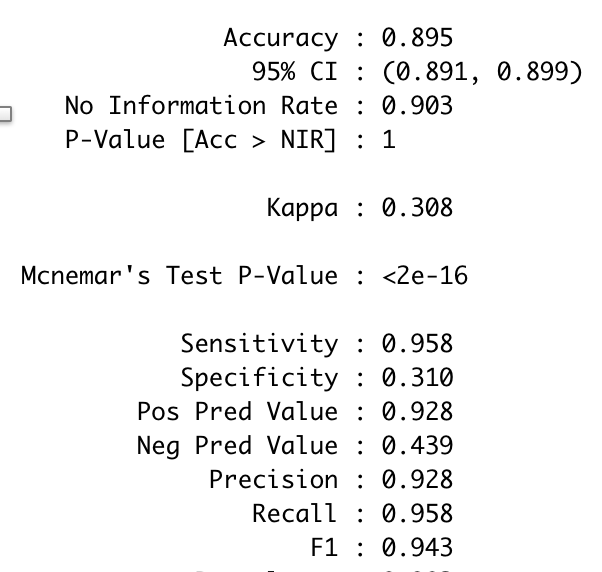 Accuracy : 0.895
95% CI : (0.891, 0.899)
No Information Rate : 0.903
P-Value [Acc > NIR] : 1
Kappa : 0.308
Mcnemar's Test P-Value : <2e-16
Sensitivity : 0.958
Specificity : 0.310
Pos Pred Value : 0.928
Neg Pred Value : 0.439
Precision : 0.928
Recall : 0.958
F1 : 0.943